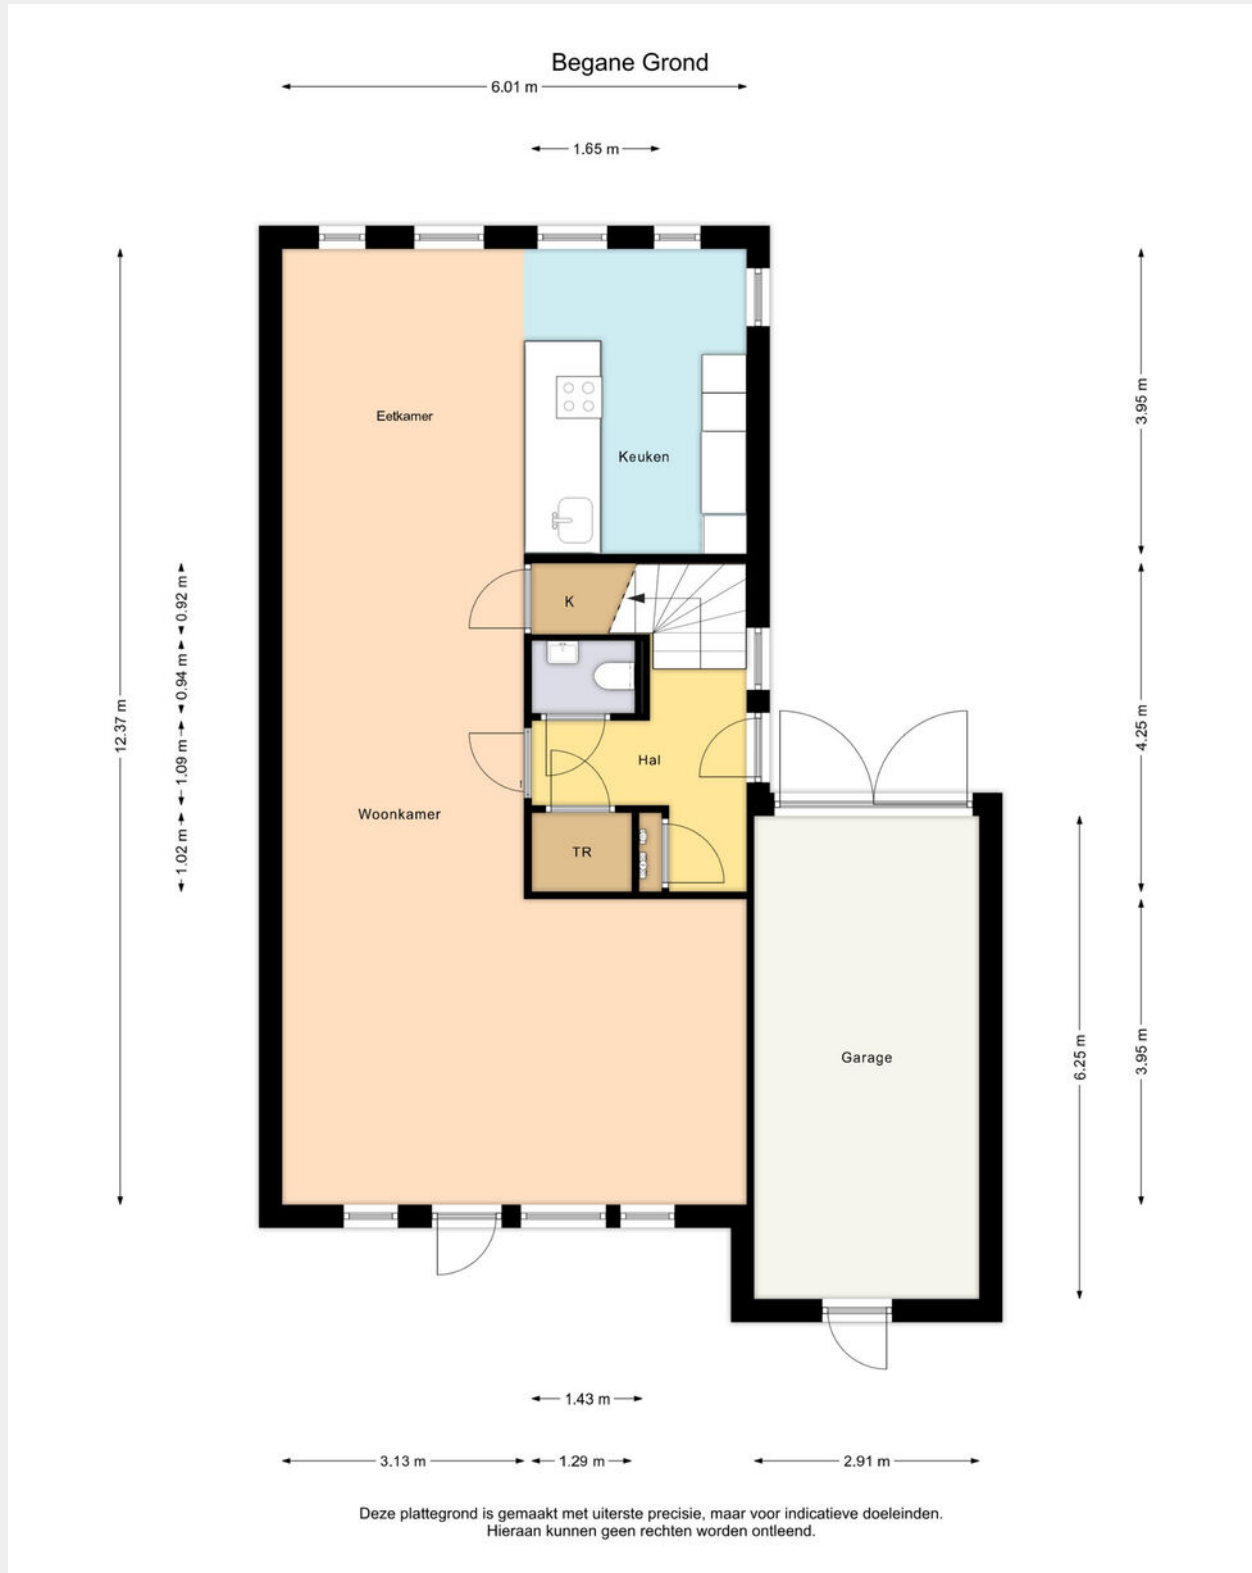 Begane Grond
6.01 m
1.65 m
3.95 m
Eetkamer
Keuken
0.92 m
K
0.94 m
12.37 m
4.25 m
1.09 m
Hal
Woonkamer
1.02 m
TR
6.25 m
3.95 m
Garage
1.43 m
3.13 m
1.29 m
2.91 m
Deze plattegrond is gemaakt met uiterste precisie, maar voor indicatieve doeleinden.
Hieraan kunnen geen rechten worden ontleend.